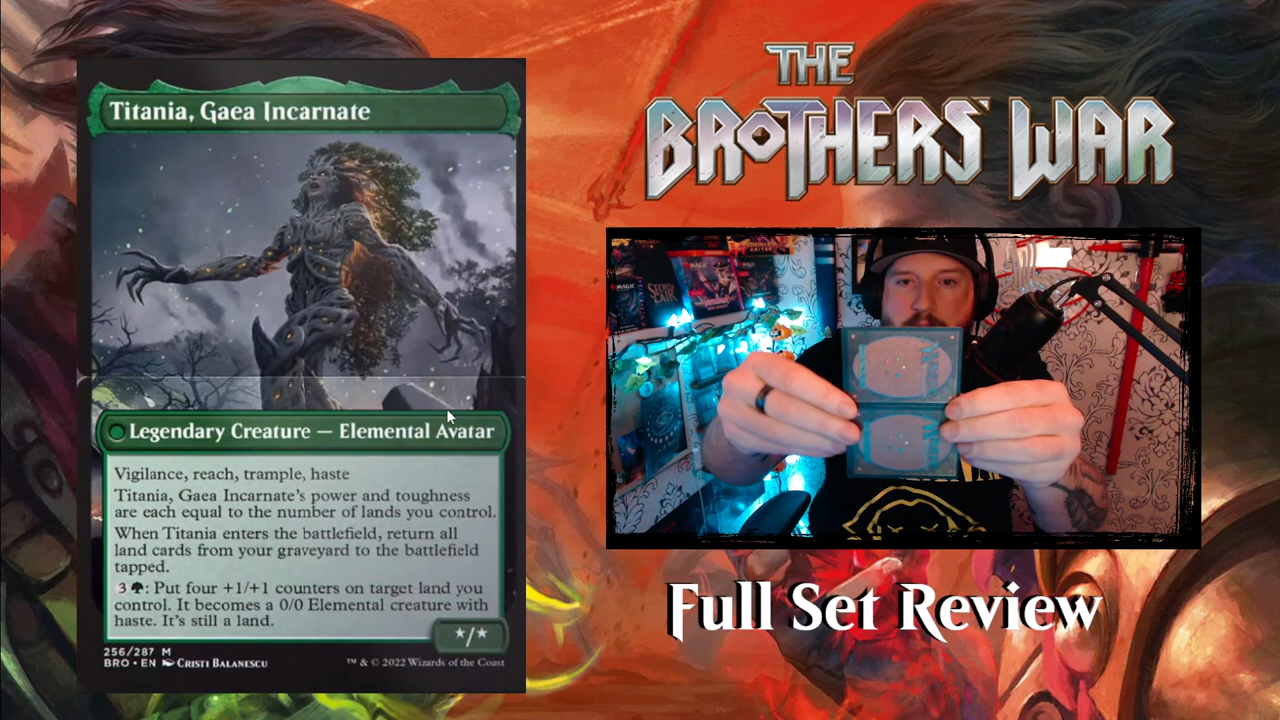 Titania, Gaea Incarnate
Legendary Creature — Elemental Avatar
Vigilance, reach, trample, haste
Titania, Gaea Incarnate's power and toughness
are each equal to the number of lands you control.
When Titania enters the battlefield, return all
land cards from your graveyard to the battlefield
tapped.
3 : Put four +1/+1 counters on target land you
control. It becomes a 0/0 Elemental creature with
haste. It's still a land.
*/*
256/287 M
BRO • EN CRISTI BALANESCU
™ & © 2022 Wizards of the Coast
THE
BROTHERS' WAR
MAGIC
Full Set Review